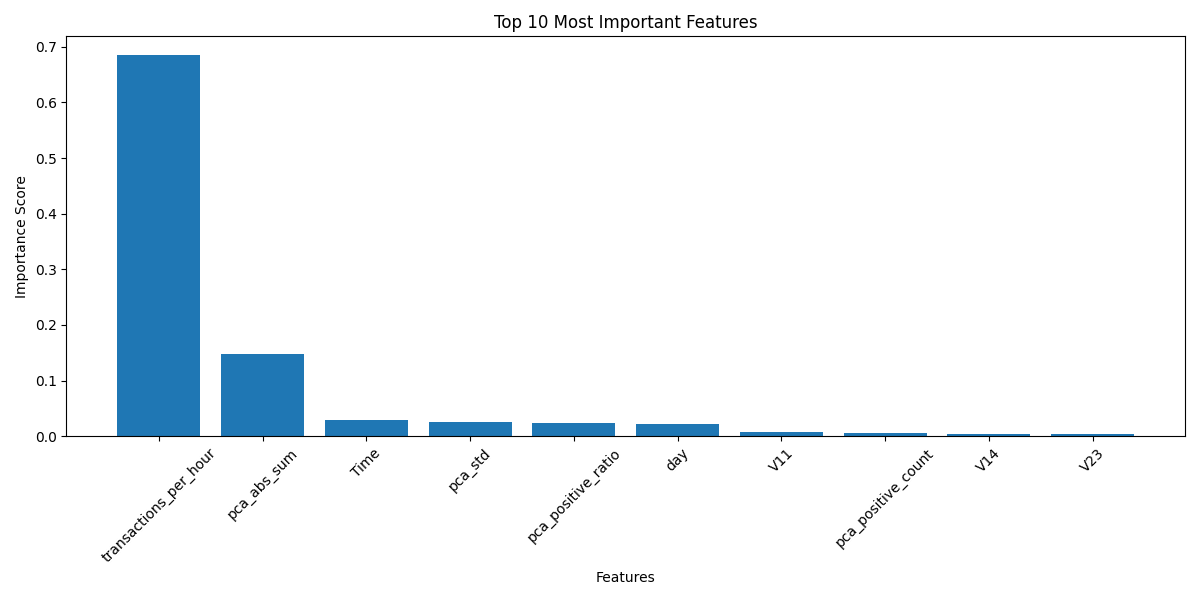 Top 10 Most Important Features
Importance Score
0.7
0.6
0.5
0.4
0.3
0.2
0.1
0.0
transactions_per_hour
pca_abs_sum
Time
pca_std
pca_positive_ratio
day
V11
pca_positive_count
V14
V23
Features